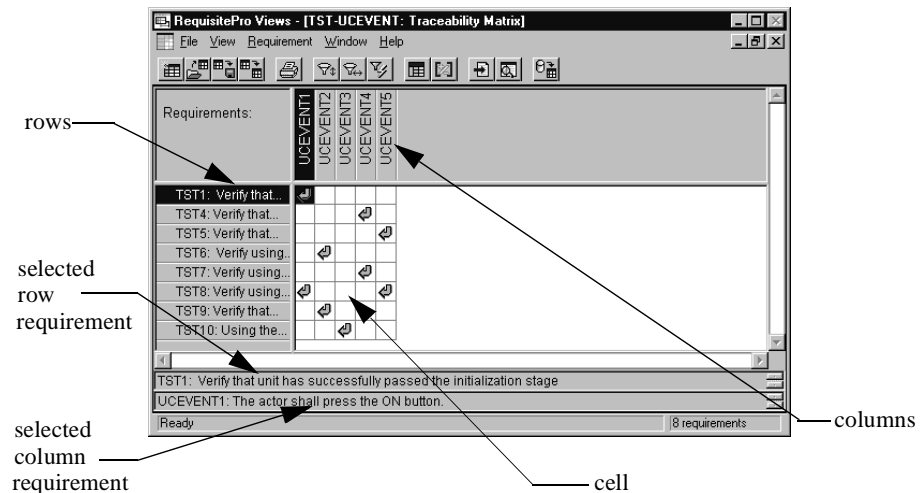 RequisitePro Views - [TST-UCEVENT: Traceability Matrix]
File View Requirement Window Help
Requirements:
UCEVENT1
UCEVENT2
UCEVENT3
UCEVENT4
UCEVENT5
rows
TST1: Verify that...
TST4: Verify that...
TST5: Verify that...
TST6: Verify using...
TST7: Verify using...
TST8: Verify using...
TST9: Verify that...
TST10: Using the...
selected
row
requirement
TST1: Verify that unit has successfully passed the initialization stage
UCEVENT1: The actor shall press the ON button.
Ready
8 requirements
columns
selected
column
requirement
cell